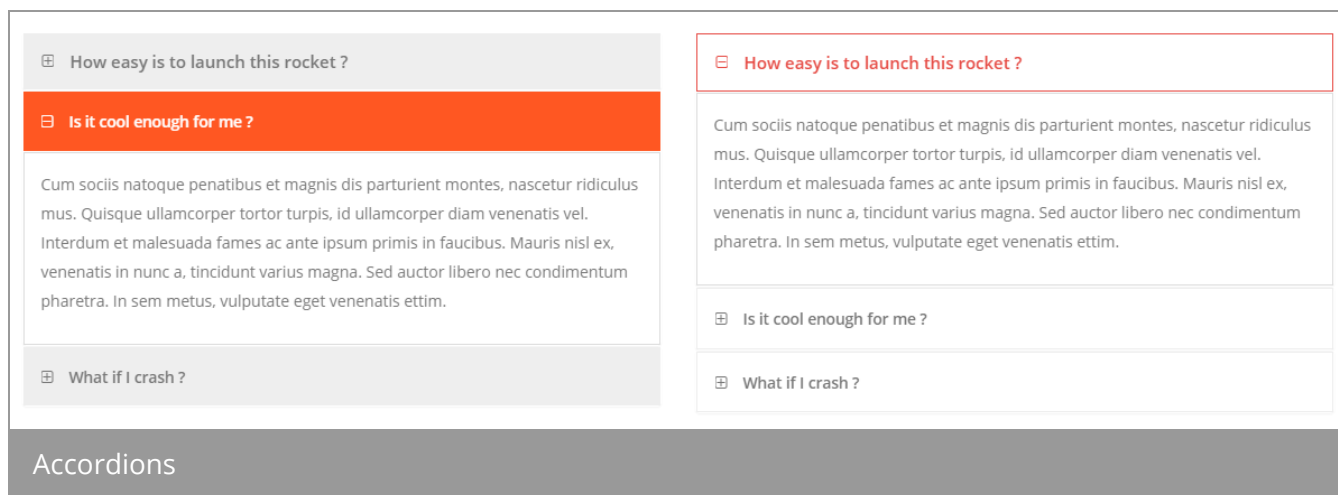 How easy is to launch this rocket ?
Is it cool enough for me ?
Cum sociis natoque penatibus et magnis dis parturient montes, nascetur ridiculus
mus. Quisque ullamcorper tortor turpis, id ullamcorper diam venenatis vel.
Interdum et malesuada fames ac ante ipsum primis in faucibus. Mauris nisl ex,
venenatis in nunc a, tincidunt varius magna. Sed auctor libero nec condimentum
pharetra. In sem metus, vulputate eget venenatis ettim.
What if I crash ?
How easy is to launch this rocket ?
Cum sociis natoque penatibus et magnis dis parturient montes, nascetur ridiculus
mus. Quisque ullamcorper tortor turpis, id ullamcorper diam venenatis vel.
Interdum et malesuada fames ac ante ipsum primis in faucibus. Mauris nisl ex,
venenatis in nunc a, tincidunt varius magna. Sed auctor libero nec condimentum
pharetra. In sem metus, vulputate eget venenatis ettim.
Is it cool enough for me ?
What if I crash ?
Accordions